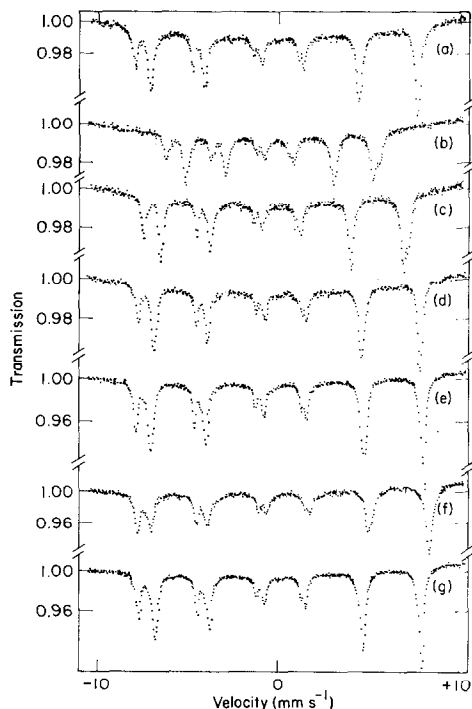 1.00
0.98
(a)
1.00
0.98
(b)
1.00
0.98
(c)
1.00
0.98
(d)
1.00
0.96
(e)
1.00
0.96
(f)
1.00
0.96
(g)
Transmission
-10
0
+10
Velocity (mm s⁻¹)